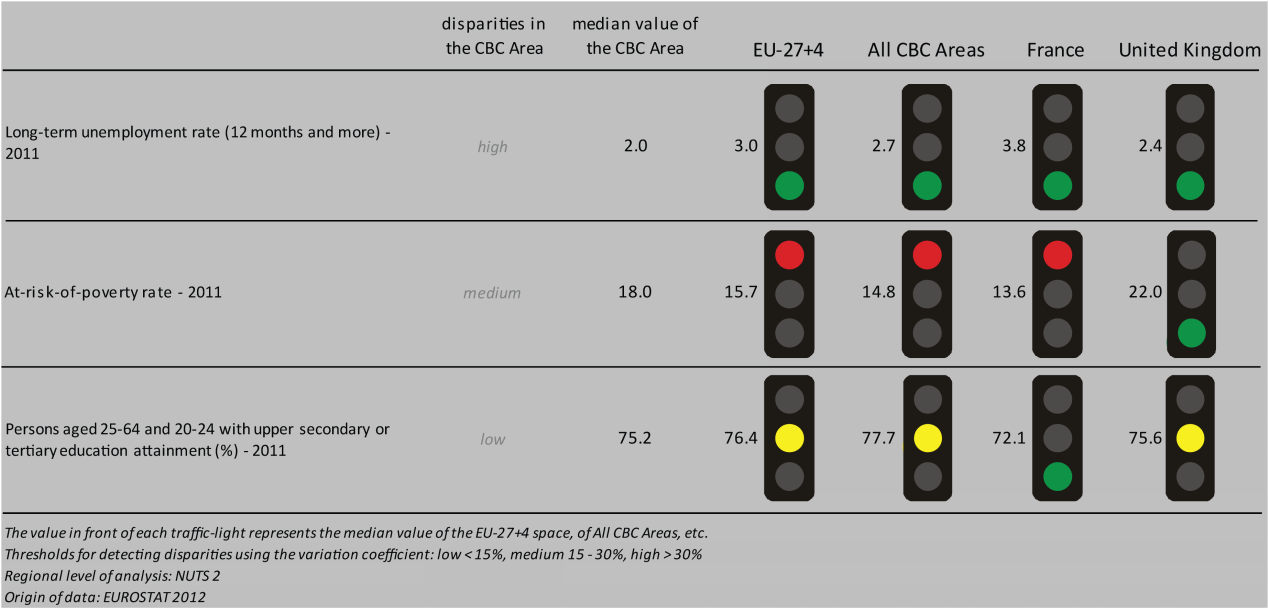 disparities in the CBC Area
median value of the CBC Area
EU-27+4
All CBC Areas
France
United Kingdom
Long-term unemployment rate (12 months and more) -
2011
high
2.0
3.0
2.7
3.8
2.4
At-risk-of-poverty rate - 2011
medium
18.0
15.7
14.8
13.6
22.0
Persons aged 25-64 and 20-24 with upper secondary or
tertiary education attainment (%) - 2011
low
75.2
76.4
77.7
72.1
75.6
The value in front of each traffic-light represents the median value of the EU-27+4 space, of All CBC Areas, etc.
Thresholds for detecting disparities using the variation coefficient: low < 15%, medium 15 - 30%, high > 30%
Regional level of analysis: NUTS 2
Origin of data: EUROSTAT 2012